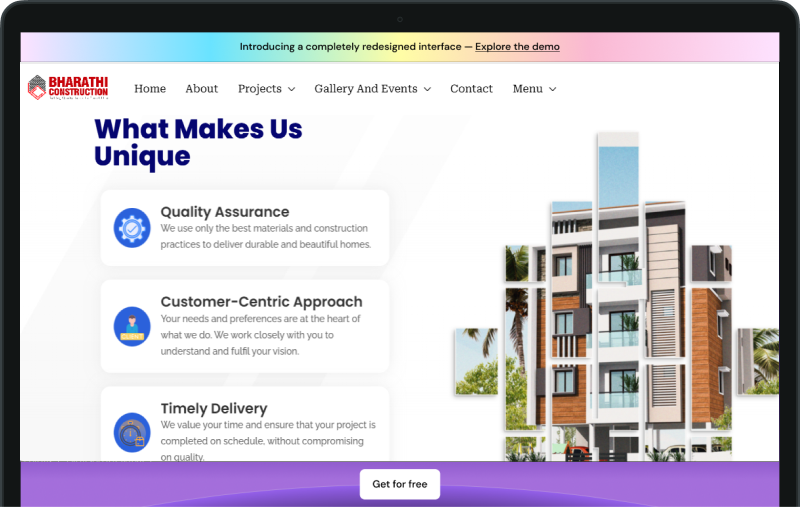 Introducing a completely redesigned interface — Explore the demo
BHARATHI
CONSTRUCTION
Home About Projects Gallery And Events Contact Menu
What Makes Us
Unique
Quality Assurance
We use only the best materials and construction
practices to deliver durable and beautiful homes.
Customer-Centric Approach
Your needs and preferences are at the heart of
what we do. We work closely with you to
understand and fulfil your vision.
Timely Delivery
We value your time and ensure that your project is
completed on schedule, without compromising
on quality.
Get for free